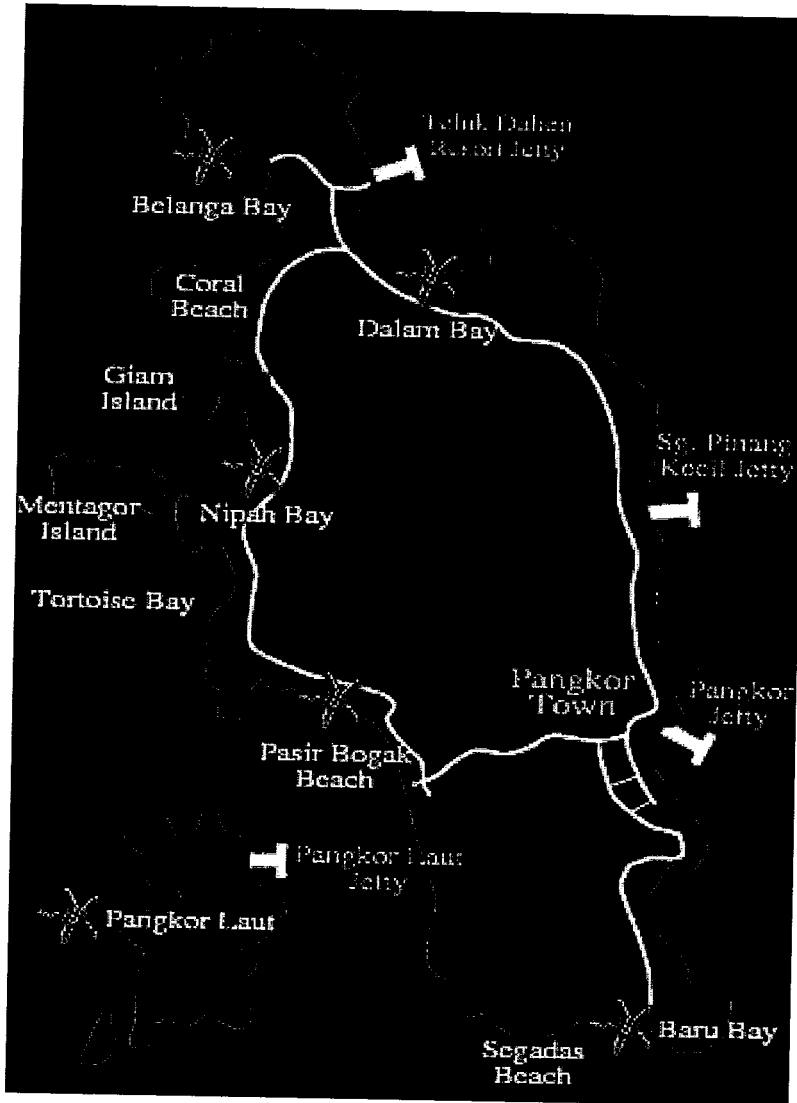 Teluk Dalam
Resort Jetty
Belanga Bay
Coral
Beach
Dalam Bay
Giam
Island
Sg. Pinang
Kecil Jetty
Mentagor
Island
Nipah Bay
Tortoise Bay
Pangkor
Town
Pangkor
Jetty
Pasir Bogak
Beach
Pangkor Laut
Jetty
Pangkor Laut
Segadas
Beach
Baru Bay